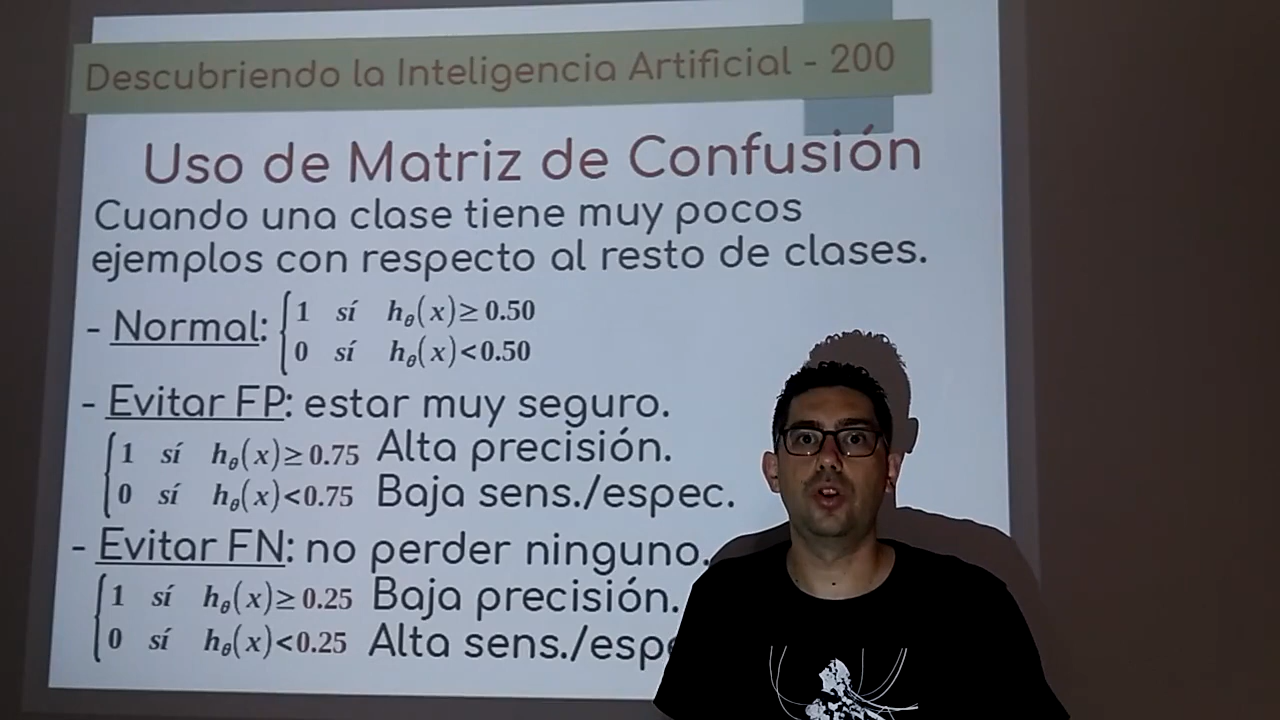 Descubriendo la Inteligencia Artificial - 200
Uso de Matriz de Confusión
Cuando una clase tiene muy pocos
ejemplos con respecto al resto de clases.
- Normal: { 1 sí hθ(x)≥0.50
0 sí hθ(x)<0.50
- Evitar FP: estar muy seguro.
{ 1 sí hθ(x)≥0.75 Alta precisión.
0 sí hθ(x)<0.75 Baja sens./espec.
- Evitar FN: no perder ninguno.
{ 1 sí hθ(x)≥0.25 Baja precisión.
0 sí hθ(x)<0.25 Alta sens./espe